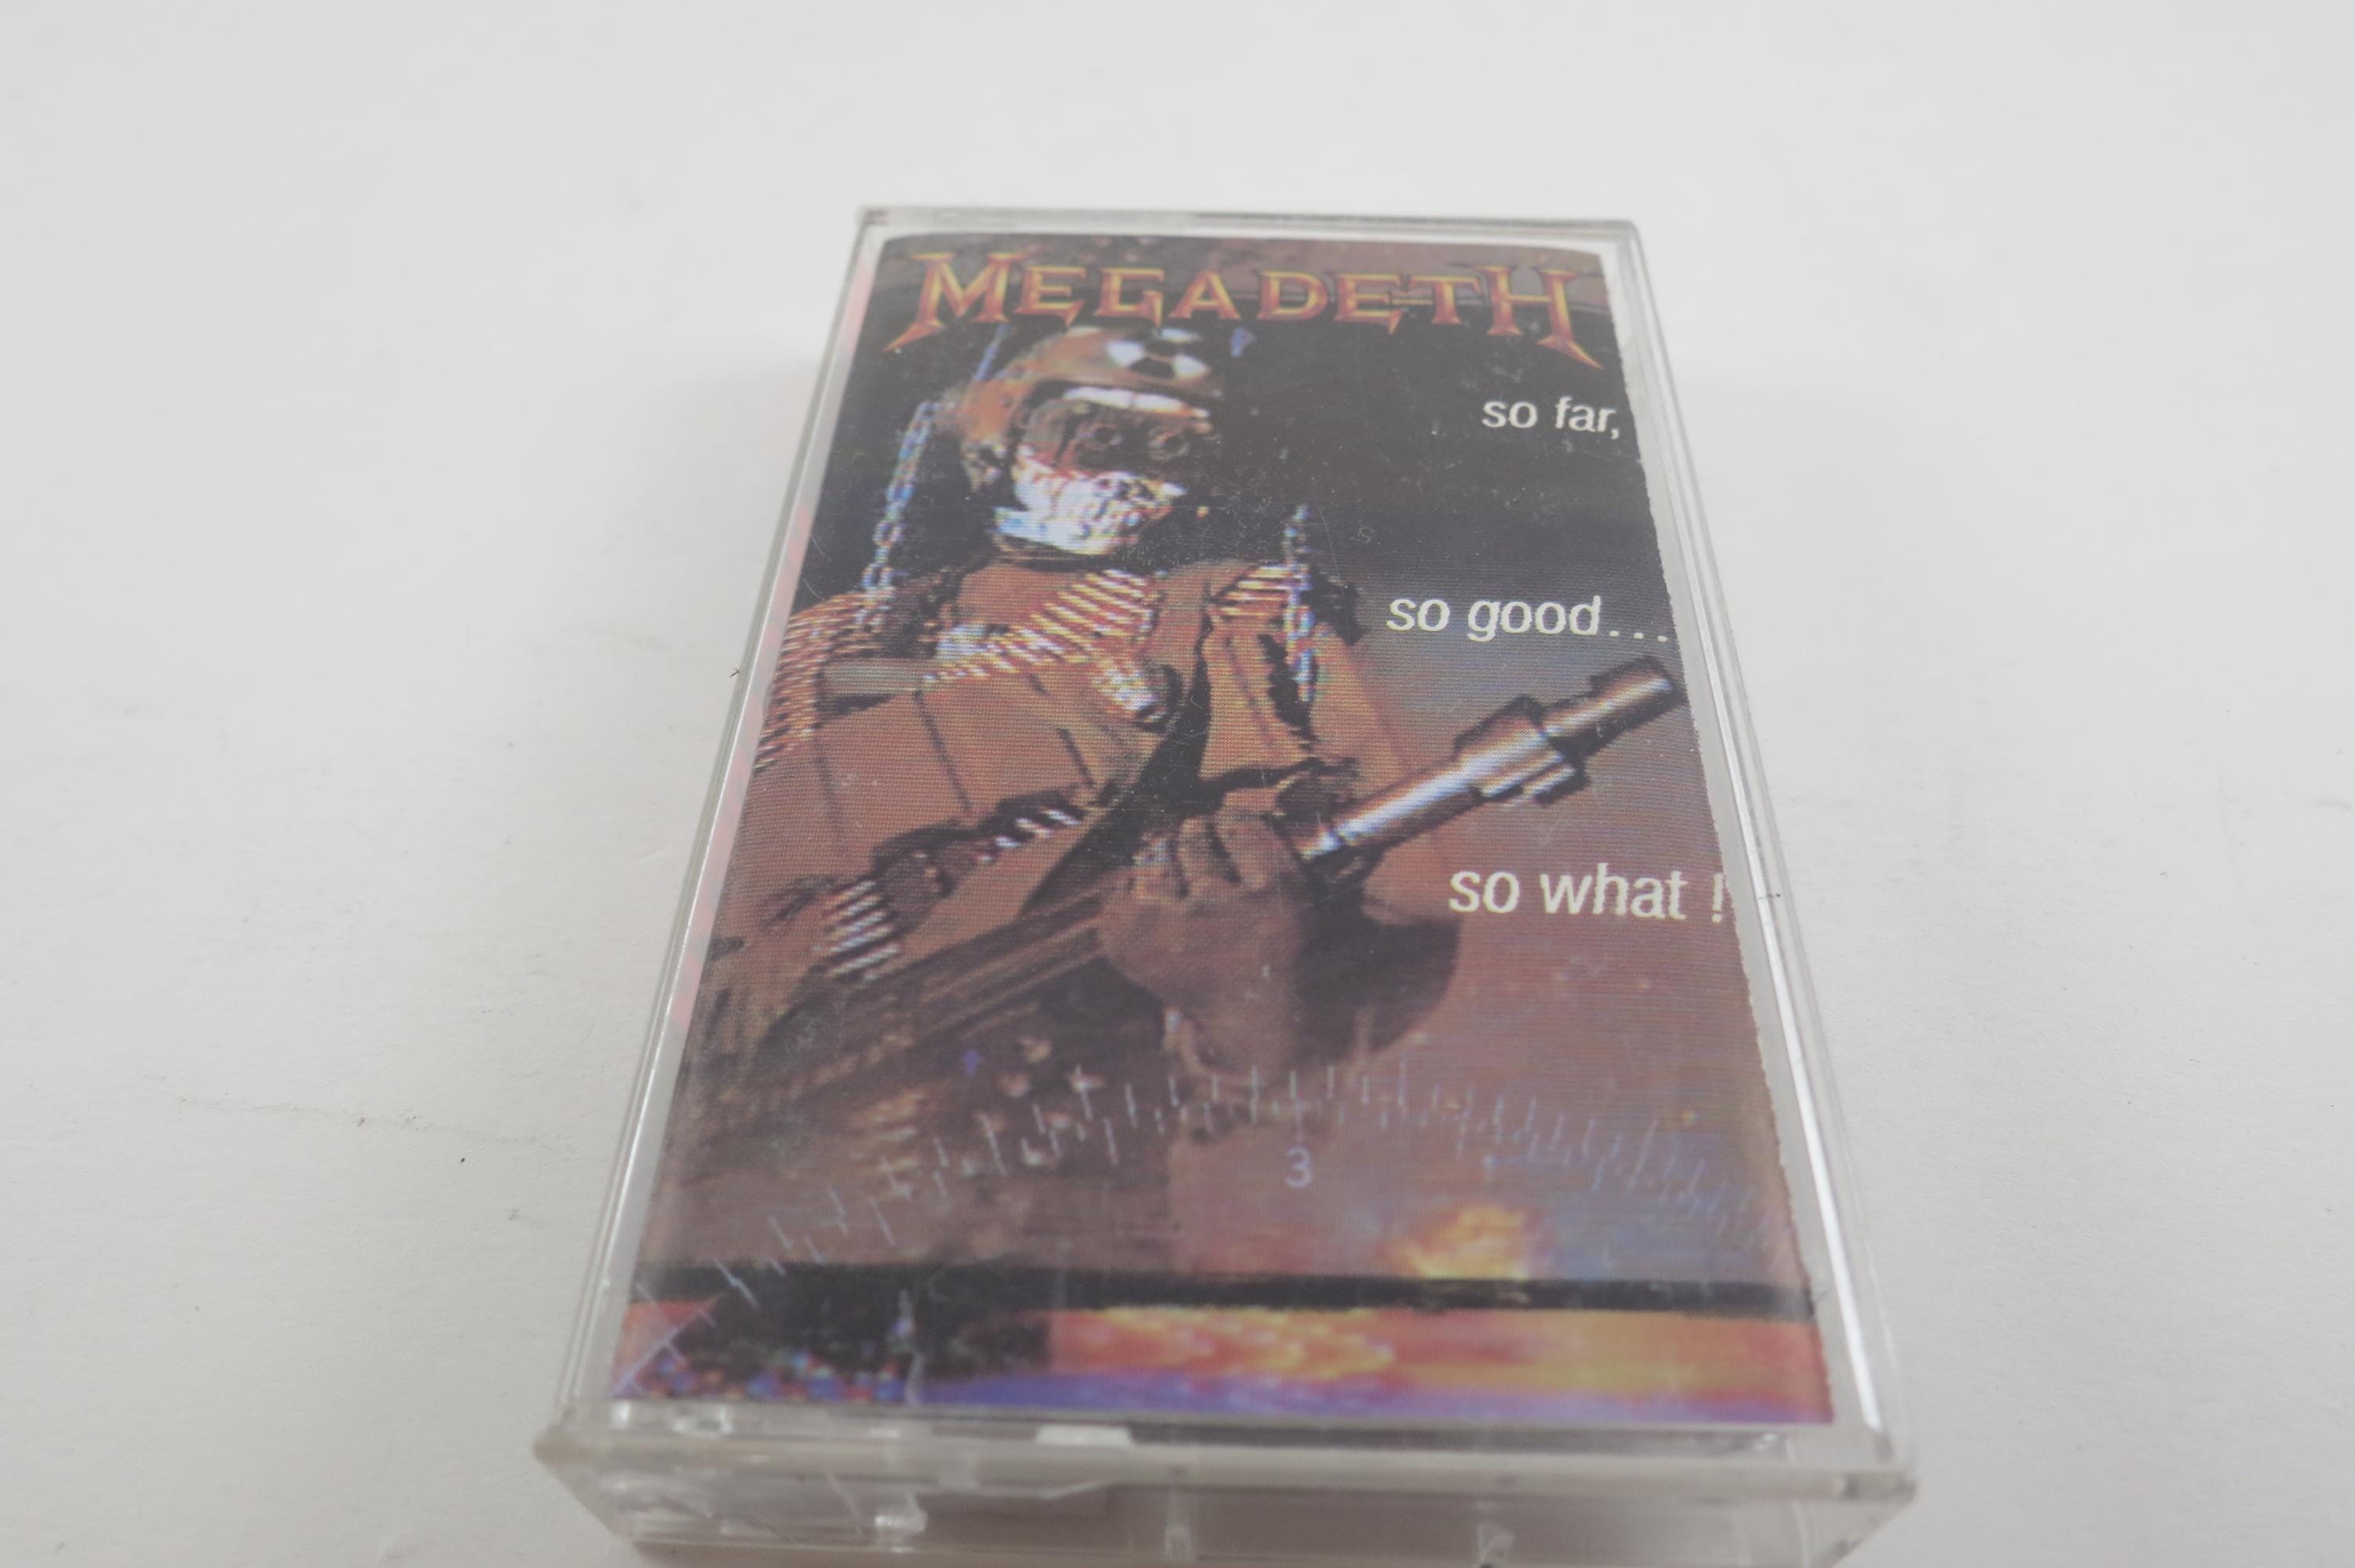 MEGADETH
so far,
so good...
so what !
3